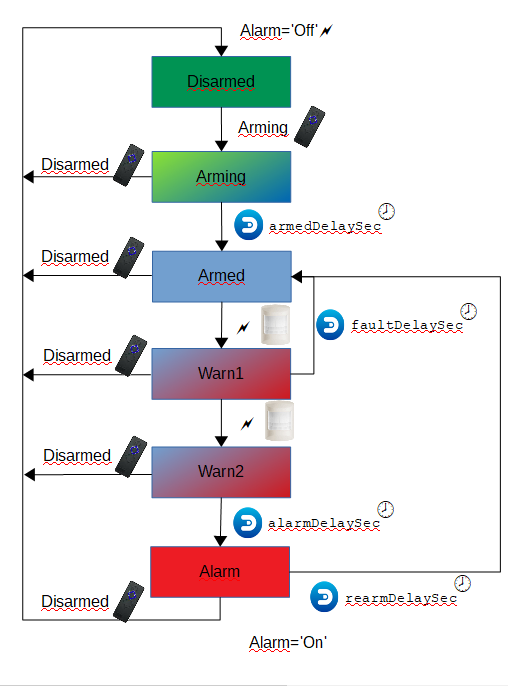 Alarm='Off'
Disarmed
Arming
Disarmed
Arming
armedDelaySec
Disarmed
Armed
faultDelaySec
Disarmed
Warn1
Disarmed
Warn2
alarmDelaySec
Alarm
Disarmed
rearmDelaySec
Alarm='On'